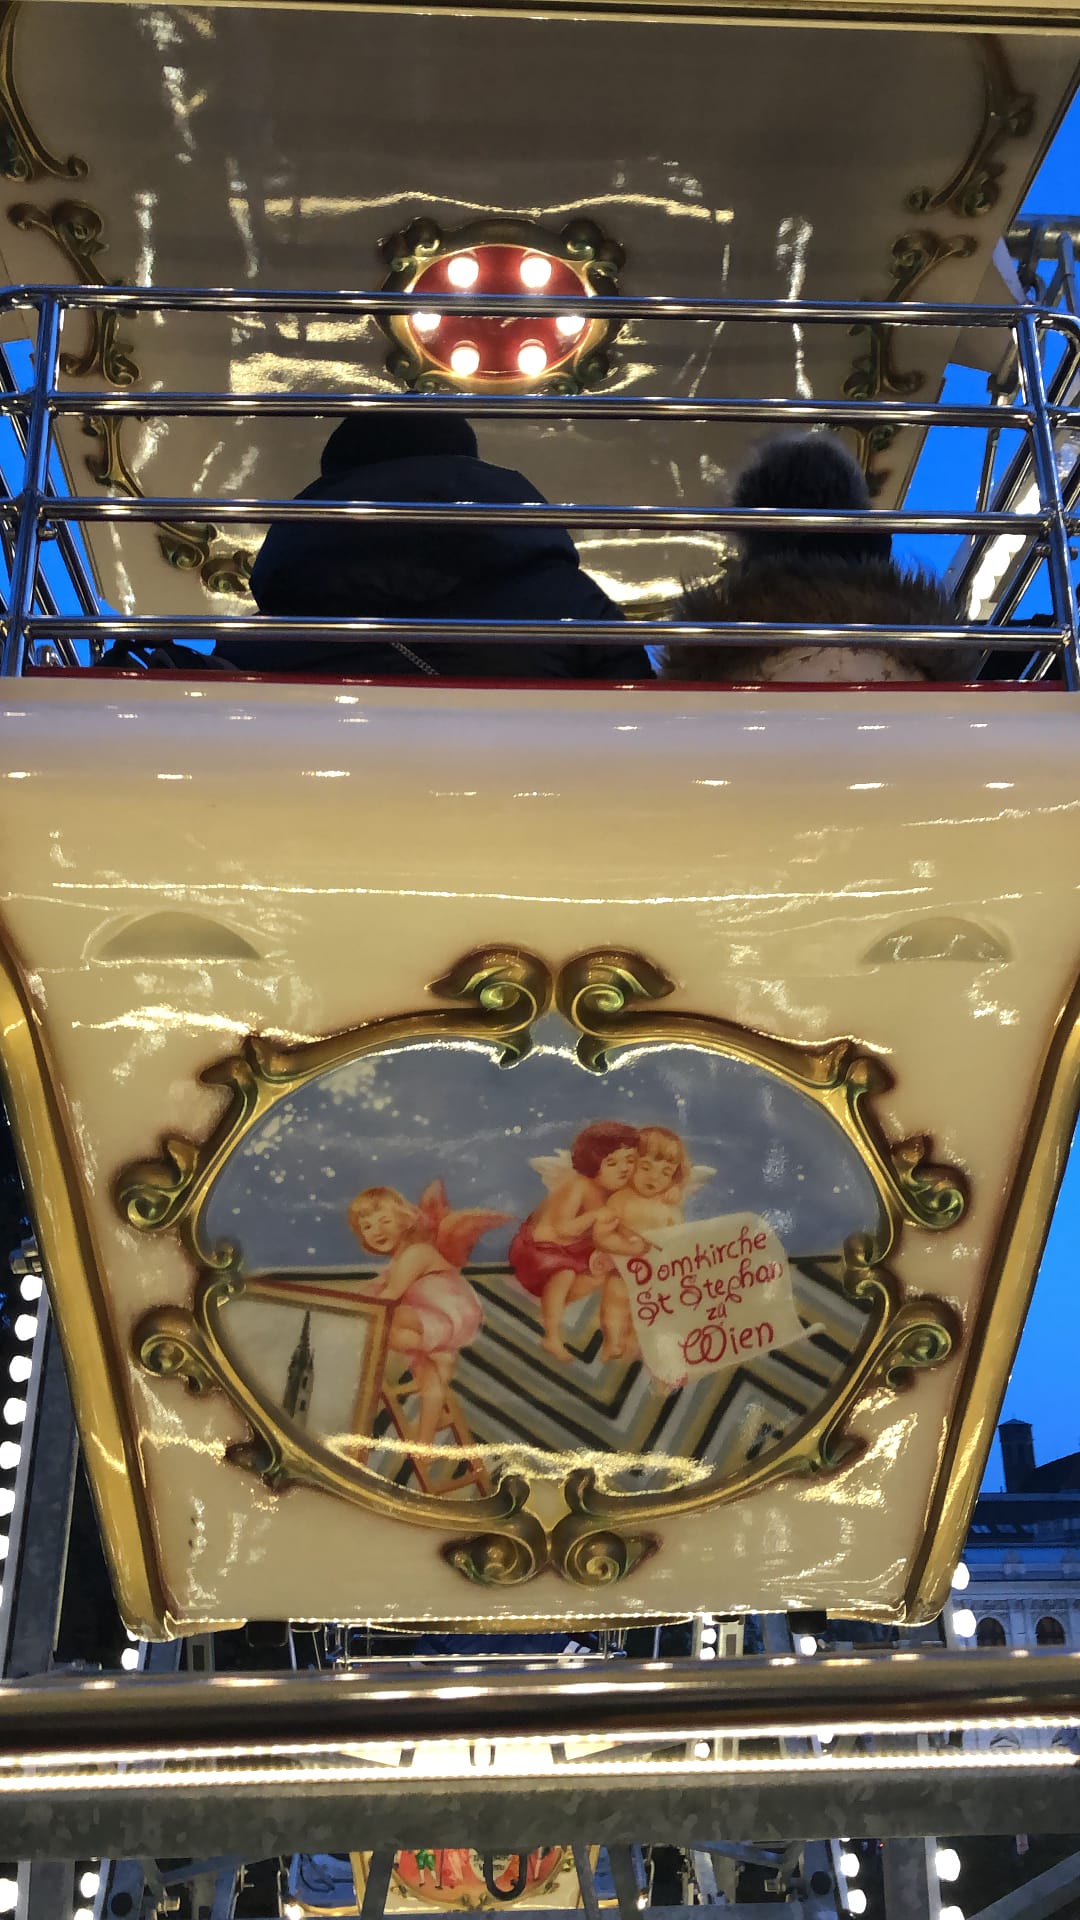 Domkirche
St Stephan
zu
Wien